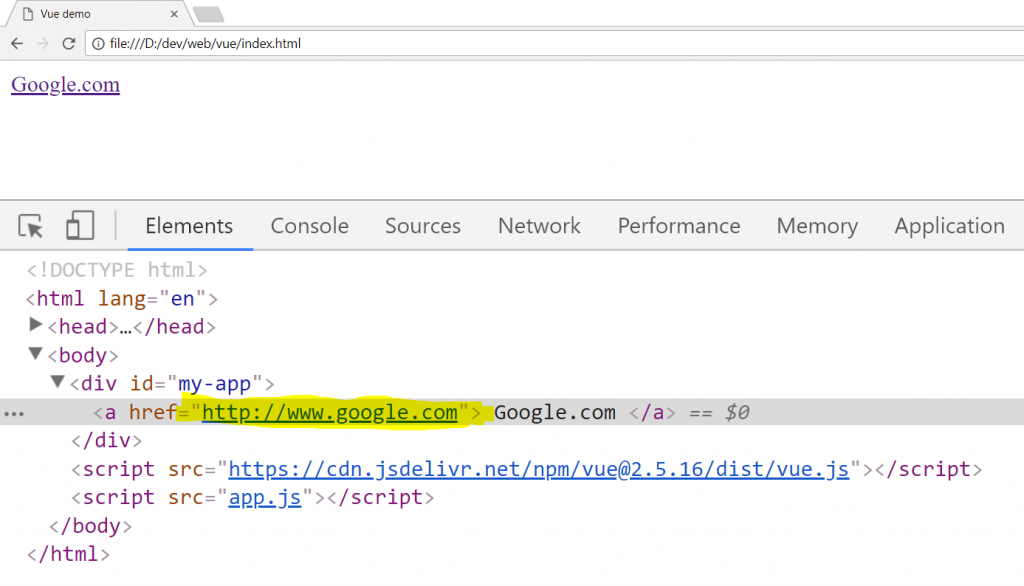 Vue demo
file:///D:/dev/web/vue/index.html
Google.com
Elements Console Sources Network Performance Memory Application
<!DOCTYPE html>
<html lang="en">
<head>…</head>
<body>
<div id="my-app">
<a href="http://www.google.com"> Google.com </a> == $0
</div>
<script src="https://cdn.jsdelivr.net/npm/vue@2.5.16/dist/vue.js"></script>
<script src="app.js"></script>
</body>
</html>